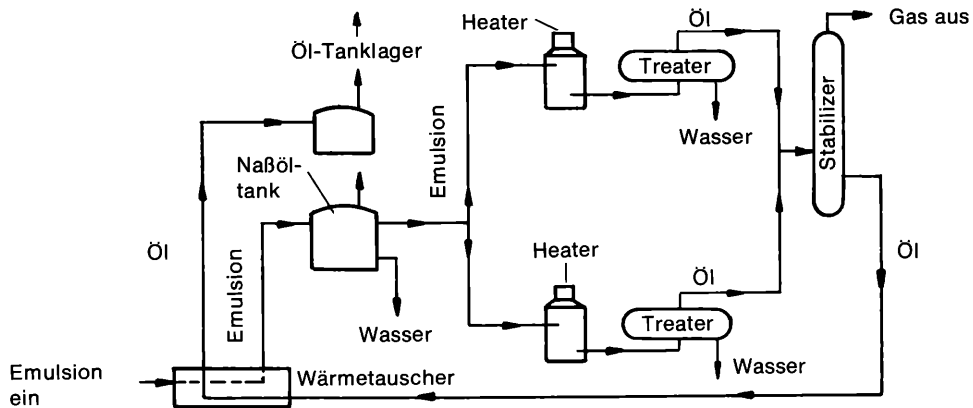 Heater
Öl
Gas aus
Öl-Tanklager
Treater
Wasser
Stabilizer
Emulsion
Naßöl-
tank
Öl
Emulsion
Wasser
Heater
Öl
Treater
Wasser
Öl
Emulsion
ein
Wärmetauscher